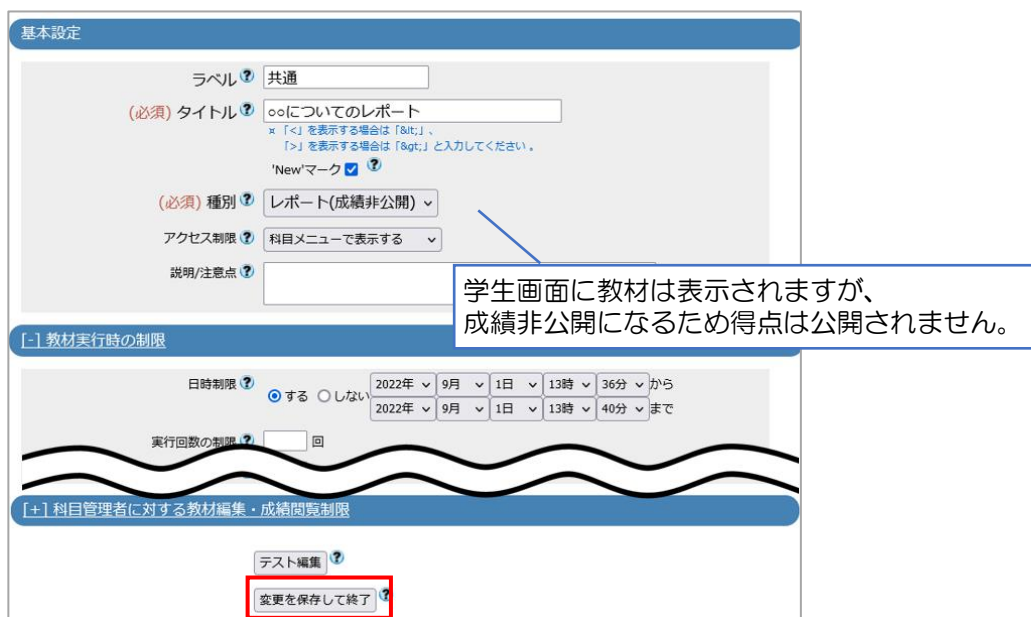 基本設定
ラベル 共通
(必須) タイトル ○○についてのレポート
※ 「<」を表示する場合は「&lt;」、
「>」を表示する場合は「&gt;」と入力してください。
'New'マーク
(必須) 種別 レポート(成績非公開)
アクセス制限 科目メニューで表示する
説明/注意点
学生画面に教材は表示されますが、
成績非公開になるため得点は公開されません。
[-] 教材実行時の制限
日時制限 する しない 2022年 9月 1日 13時 36分 から
2022年 9月 1日 13時 40分 まで
実行回数の制限 回
[+] 科目管理者に対する教材編集・成績閲覧制限
テスト編集
変更を保存して終了